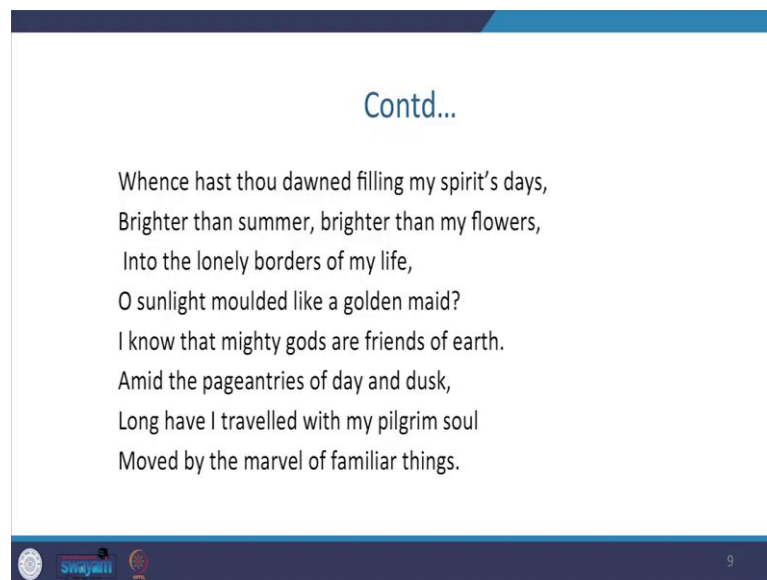 Contd...
Whence hast thou dawned filling my spirit’s days,
Brighter than summer, brighter than my flowers,
Into the lonely borders of my life,
O sunlight moulded like a golden maid?
I know that mighty gods are friends of earth.
Amid the pageantries of day and dusk,
Long have I travelled with my pilgrim soul
Moved by the marvel of familiar things.
swayam
9